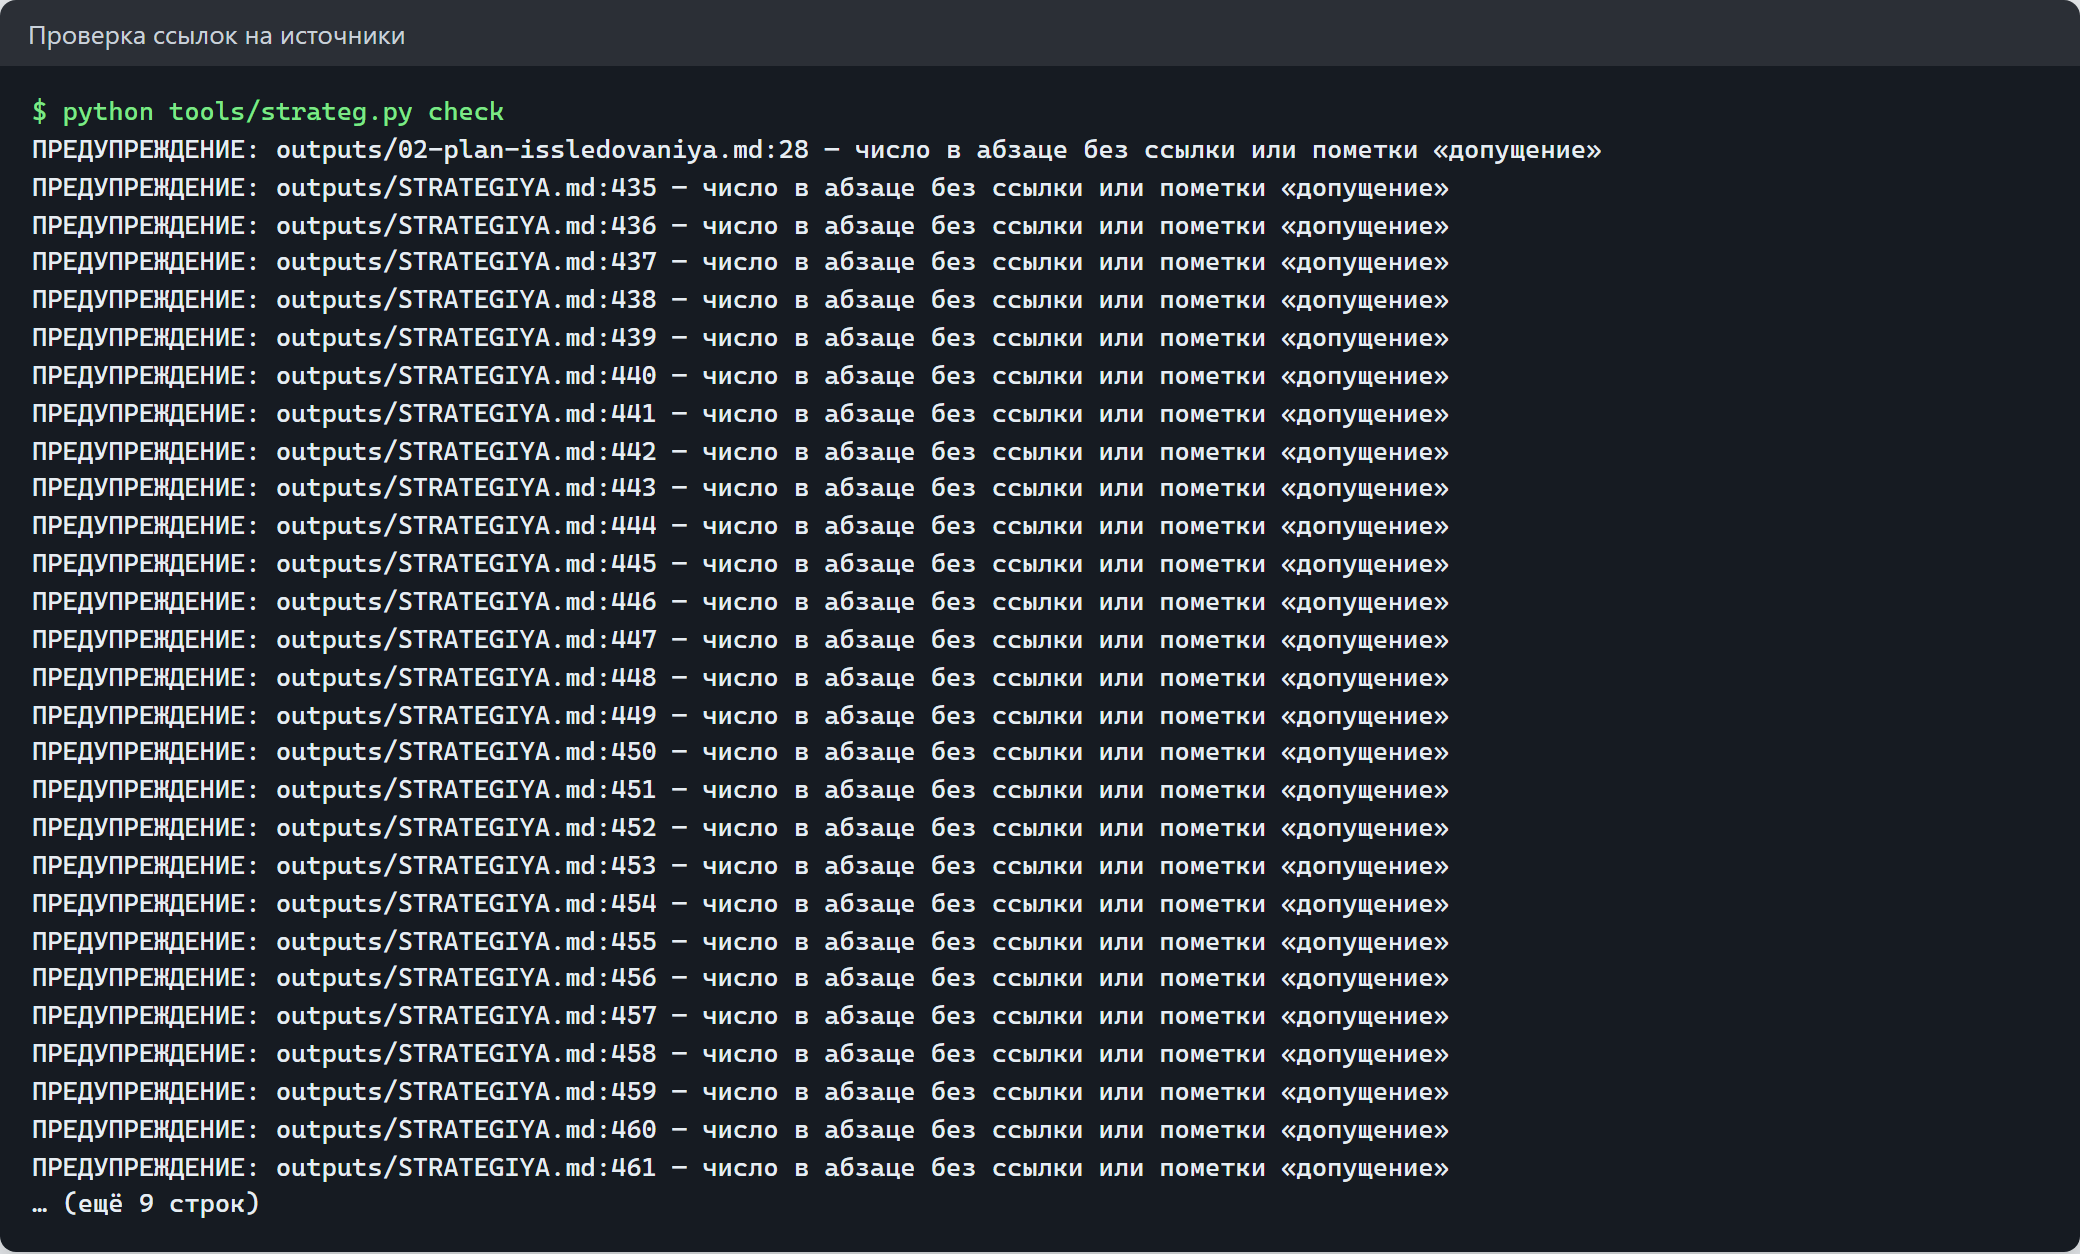 Проверка ссылок на источники
$ python tools/strateg.py check
ПРЕДУПРЕЖДЕНИЕ: outputs/02-plan-issledovaniya.md:28 — число в абзаце без ссылки или пометки «допущение»
ПРЕДУПРЕЖДЕНИЕ: outputs/STRATEGIYA.md:435 — число в абзаце без ссылки или пометки «допущение»
ПРЕДУПРЕЖДЕНИЕ: outputs/STRATEGIYA.md:436 — число в абзаце без ссылки или пометки «допущение»
ПРЕДУПРЕЖДЕНИЕ: outputs/STRATEGIYA.md:437 — число в абзаце без ссылки или пометки «допущение»
ПРЕДУПРЕЖДЕНИЕ: outputs/STRATEGIYA.md:438 — число в абзаце без ссылки или пометки «допущение»
ПРЕДУПРЕЖДЕНИЕ: outputs/STRATEGIYA.md:439 — число в абзаце без ссылки или пометки «допущение»
ПРЕДУПРЕЖДЕНИЕ: outputs/STRATEGIYA.md:440 — число в абзаце без ссылки или пометки «допущение»
ПРЕДУПРЕЖДЕНИЕ: outputs/STRATEGIYA.md:441 — число в абзаце без ссылки или пометки «допущение»
ПРЕДУПРЕЖДЕНИЕ: outputs/STRATEGIYA.md:442 — число в абзаце без ссылки или пометки «допущение»
ПРЕДУПРЕЖДЕНИЕ: outputs/STRATEGIYA.md:443 — число в абзаце без ссылки или пометки «допущение»
ПРЕДУПРЕЖДЕНИЕ: outputs/STRATEGIYA.md:444 — число в абзаце без ссылки или пометки «допущение»
ПРЕДУПРЕЖДЕНИЕ: outputs/STRATEGIYA.md:445 — число в абзаце без ссылки или пометки «допущение»
ПРЕДУПРЕЖДЕНИЕ: outputs/STRATEGIYA.md:446 — число в абзаце без ссылки или пометки «допущение»
ПРЕДУПРЕЖДЕНИЕ: outputs/STRATEGIYA.md:447 — число в абзаце без ссылки или пометки «допущение»
ПРЕДУПРЕЖДЕНИЕ: outputs/STRATEGIYA.md:448 — число в абзаце без ссылки или пометки «допущение»
ПРЕДУПРЕЖДЕНИЕ: outputs/STRATEGIYA.md:449 — число в абзаце без ссылки или пометки «допущение»
ПРЕДУПРЕЖДЕНИЕ: outputs/STRATEGIYA.md:450 — число в абзаце без ссылки или пометки «допущение»
ПРЕДУПРЕЖДЕНИЕ: outputs/STRATEGIYA.md:451 — число в абзаце без ссылки или пометки «допущение»
ПРЕДУПРЕЖДЕНИЕ: outputs/STRATEGIYA.md:452 — число в абзаце без ссылки или пометки «допущение»
ПРЕДУПРЕЖДЕНИЕ: outputs/STRATEGIYA.md:453 — число в абзаце без ссылки или пометки «допущение»
ПРЕДУПРЕЖДЕНИЕ: outputs/STRATEGIYA.md:454 — число в абзаце без ссылки или пометки «допущение»
ПРЕДУПРЕЖДЕНИЕ: outputs/STRATEGIYA.md:455 — число в абзаце без ссылки или пометки «допущение»
ПРЕДУПРЕЖДЕНИЕ: outputs/STRATEGIYA.md:456 — число в абзаце без ссылки или пометки «допущение»
ПРЕДУПРЕЖДЕНИЕ: outputs/STRATEGIYA.md:457 — число в абзаце без ссылки или пометки «допущение»
ПРЕДУПРЕЖДЕНИЕ: outputs/STRATEGIYA.md:458 — число в абзаце без ссылки или пометки «допущение»
ПРЕДУПРЕЖДЕНИЕ: outputs/STRATEGIYA.md:459 — число в абзаце без ссылки или пометки «допущение»
ПРЕДУПРЕЖДЕНИЕ: outputs/STRATEGIYA.md:460 — число в абзаце без ссылки или пометки «допущение»
ПРЕДУПРЕЖДЕНИЕ: outputs/STRATEGIYA.md:461 — число в абзаце без ссылки или пометки «допущение»
… (ещё 9 строк)